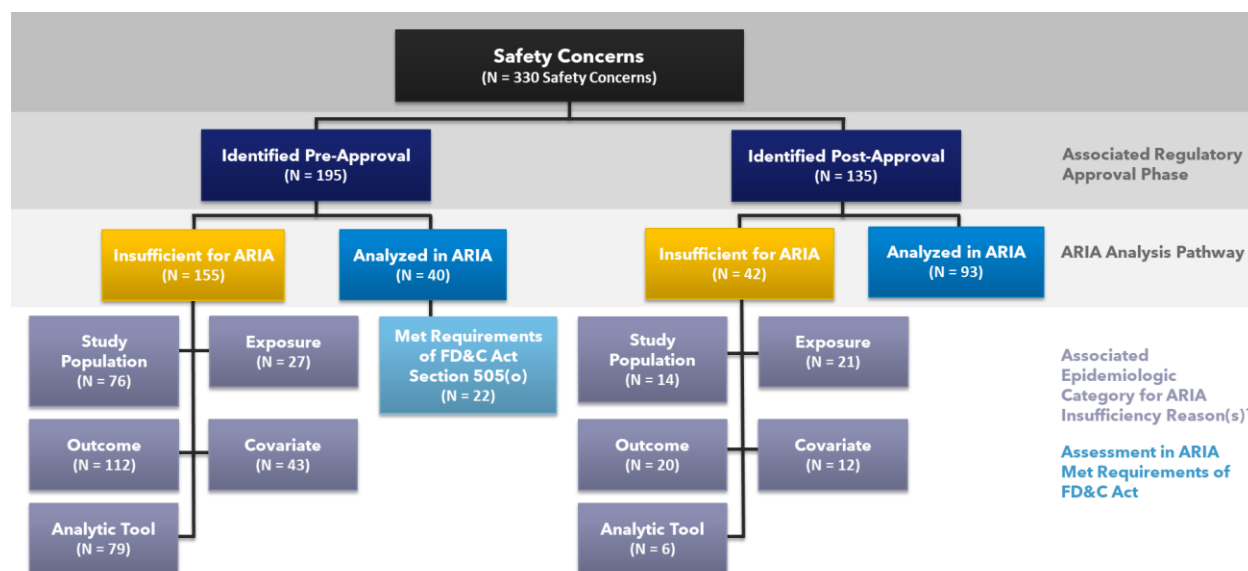 Safety Concerns
(N = 330 Safety Concerns)
Identified Pre-Approval
(N = 195)
Identified Post-Approval
(N = 135)
Associated Regulatory
Approval Phase
Insufficient for ARIA
(N = 155)
Analyzed in ARIA
(N = 40)
Insufficient for ARIA
(N = 42)
Analyzed in ARIA
(N = 93)
ARIA Analysis Pathway
Study
Population
(N = 76)
Exposure
(N = 27)
Met Requirements
of FD&C Act
Section 505(o)
(N = 22)
Study
Population
(N = 14)
Exposure
(N = 21)
Associated
Epidemiologic
Category for ARIA
Insufficiency Reason(s)
Outcome
(N = 112)
Covariate
(N = 43)
Outcome
(N = 20)
Covariate
(N = 12)
Assessment in ARIA
Met Requirements of
FD&C Act
Analytic Tool
(N = 79)
Analytic Tool
(N = 6)